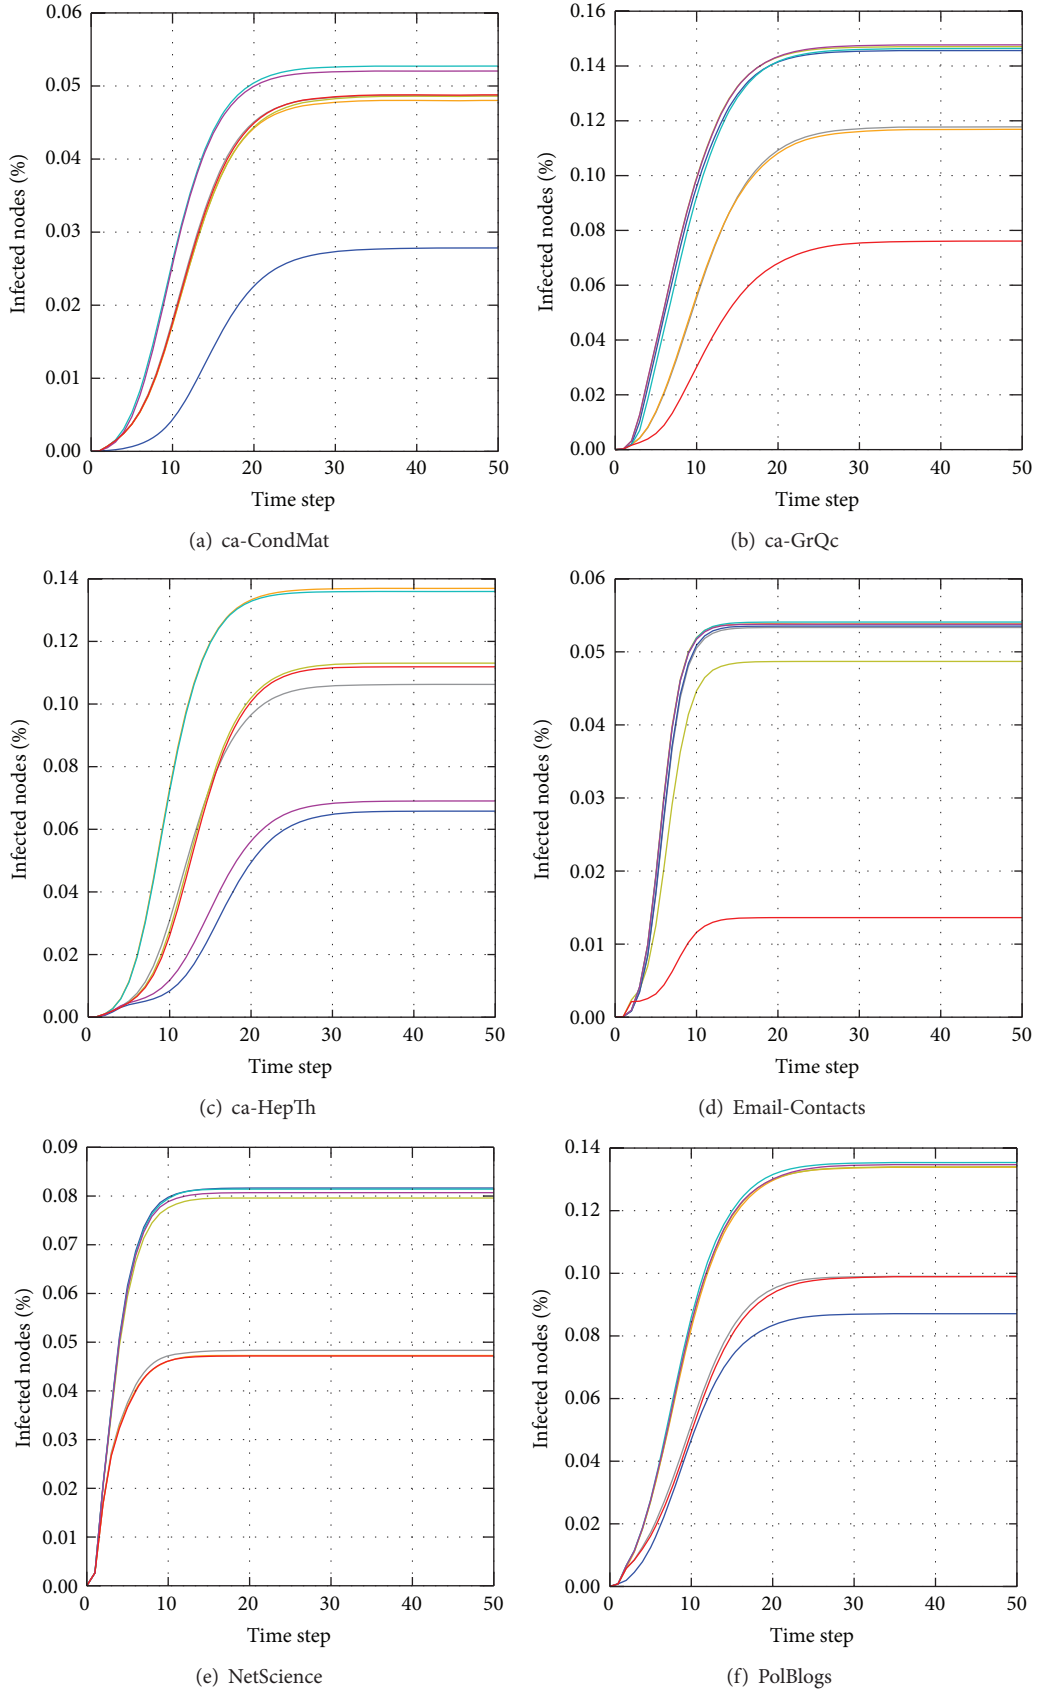 0.06
0.05
0.04
0.03
0.02
0.01
0.00
Infected nodes (%)
0 10 20 30 40 50
Time step
(a) ca-CondMat
0.16
0.14
0.12
0.10
0.08
0.06
0.04
0.02
0.00
Infected nodes (%)
0 10 20 30 40 50
Time step
(b) ca-GrQc
0.14
0.12
0.10
0.08
0.06
0.04
0.02
0.00
Infected nodes (%)
0 10 20 30 40 50
Time step
(c) ca-HepTh
0.06
0.05
0.04
0.03
0.02
0.01
0.00
Infected nodes (%)
0 10 20 30 40 50
Time step
(d) Email-Contacts
0.09
0.08
0.07
0.06
0.05
0.04
0.03
0.02
0.01
0.00
Infected nodes (%)
0 10 20 30 40 50
Time step
(e) NetScience
0.14
0.12
0.10
0.08
0.06
0.04
0.02
0.00
Infected nodes (%)
0 10 20 30 40 50
Time step
(f) PolBlogs